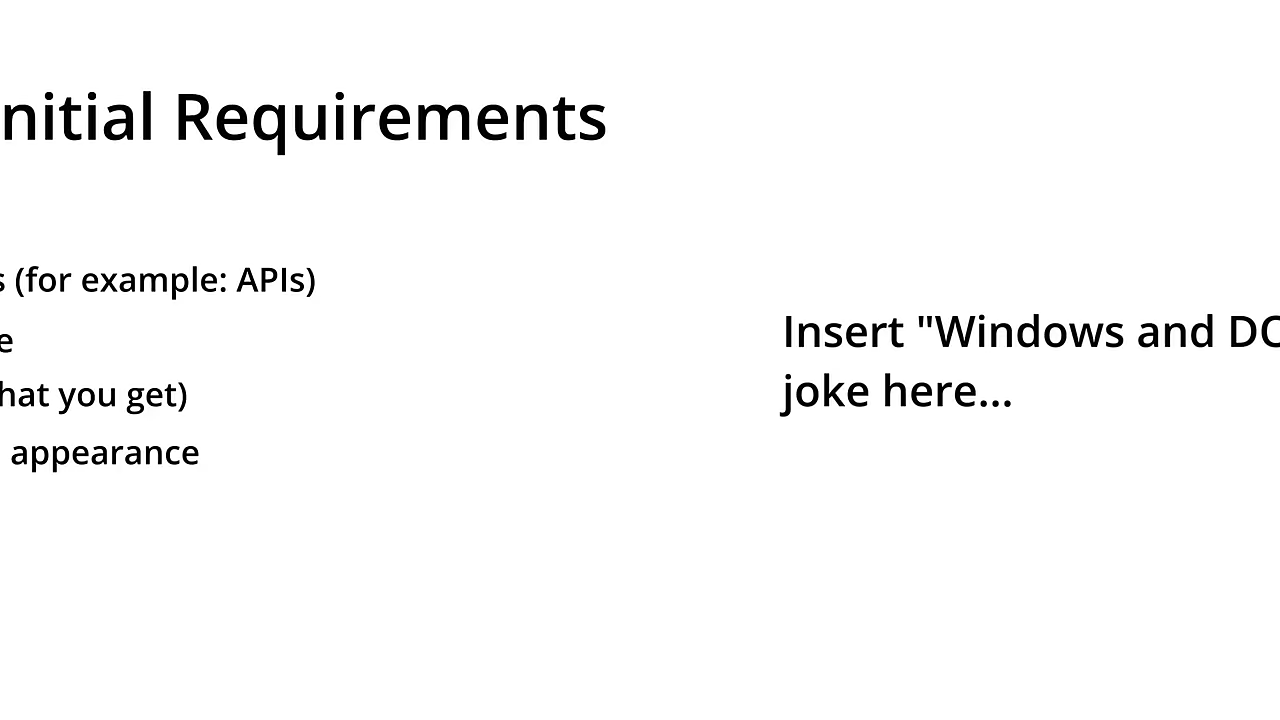 nitial Requirements
s (for example: APIs)
e
hat you get)
appearance
Insert "Windows and DO
joke here...